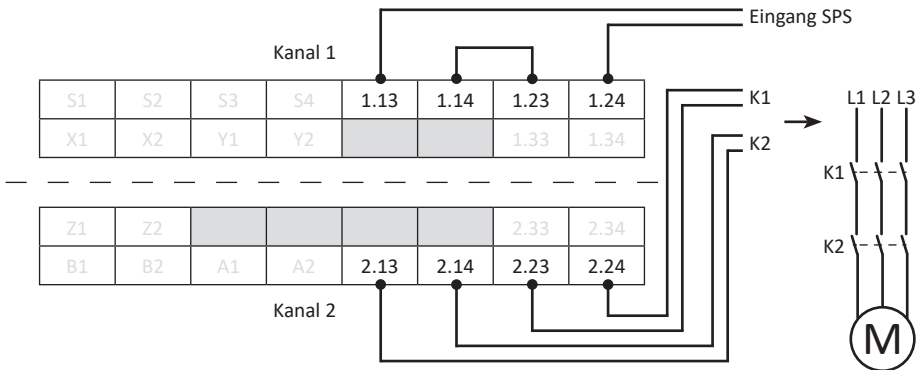 Eingang SPS
Kanal 1
S1 S2 S3 S4 1.13 1.14 1.23 1.24
X1 X2 Y1 Y2 1.33 1.34
K1
K2
L1 L2 L3
K1
K2
M
Z1 Z2 2.33 2.34
B1 B2 A1 A2 2.13 2.14 2.23 2.24
Kanal 2